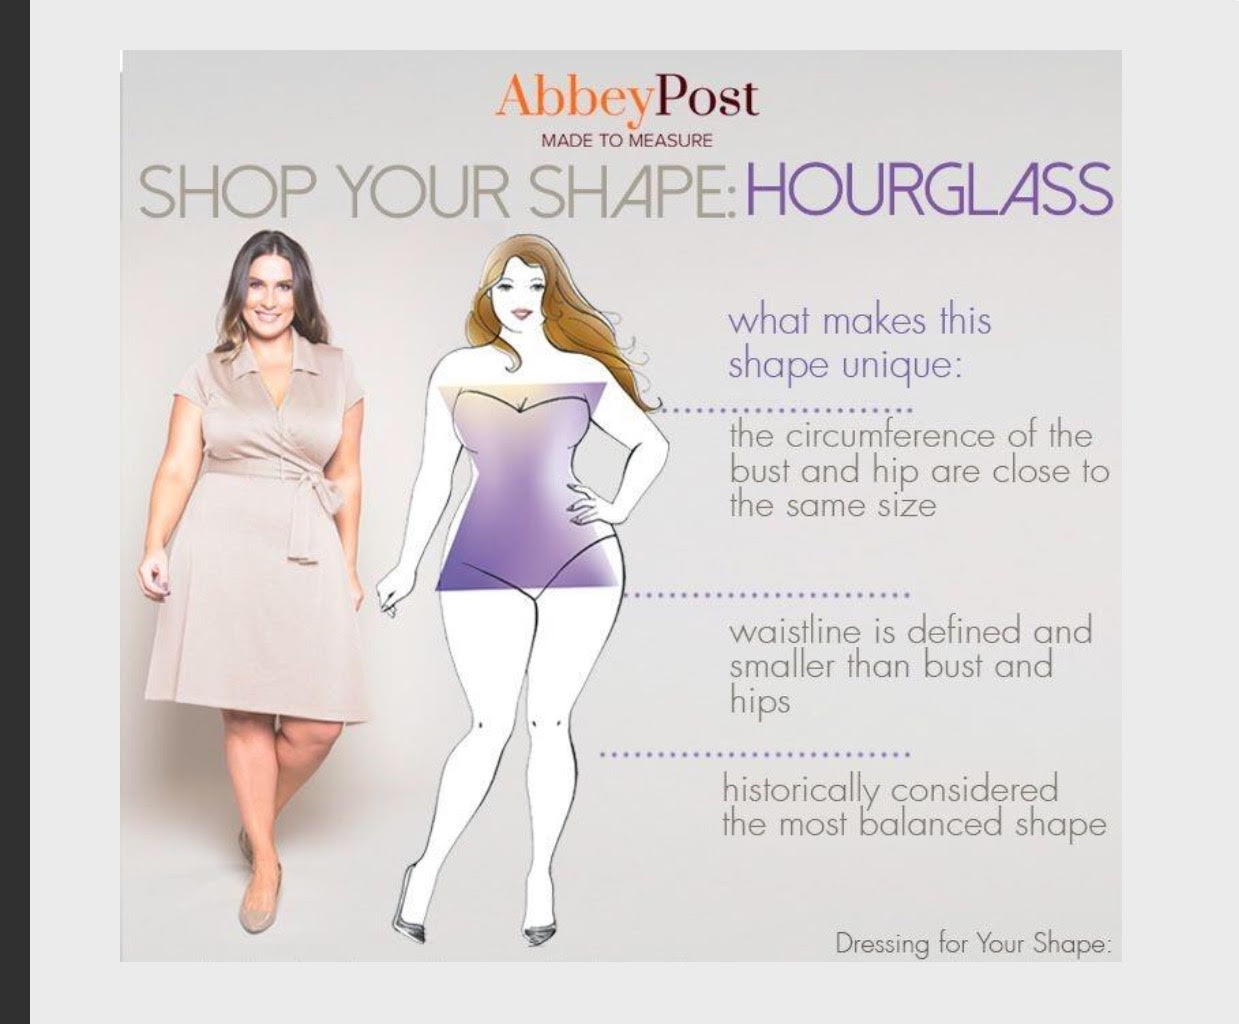 AbbeyPost
MADE TO MEASURE
SHOP YOUR SHAPE: HOURGLASS
what makes this
shape unique:
the circumference of the
bust and hip are close to
the same size
waistline is defined and
smaller than bust and
hips
historically considered
the most balanced shape
Dressing for Your Shape: